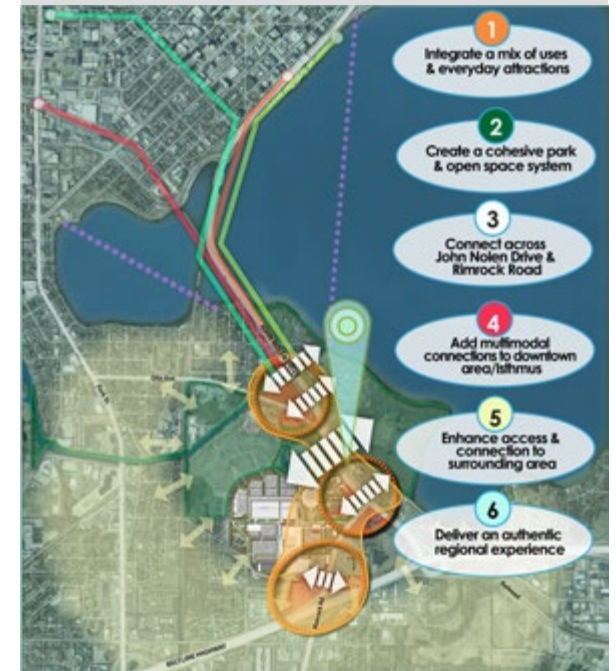 1
Integrate a mix of uses
& everyday attractions
2
Create a cohesive park
& open space system
3
Connect across
John Nolen Drive &
Rimrock Road
4
Add multimodal
connections to downtown
area/Isthmus
5
Enhance access &
connection to
surrounding area
6
Deliver an authentic
regional experience
BELTLINE HIGHWAY